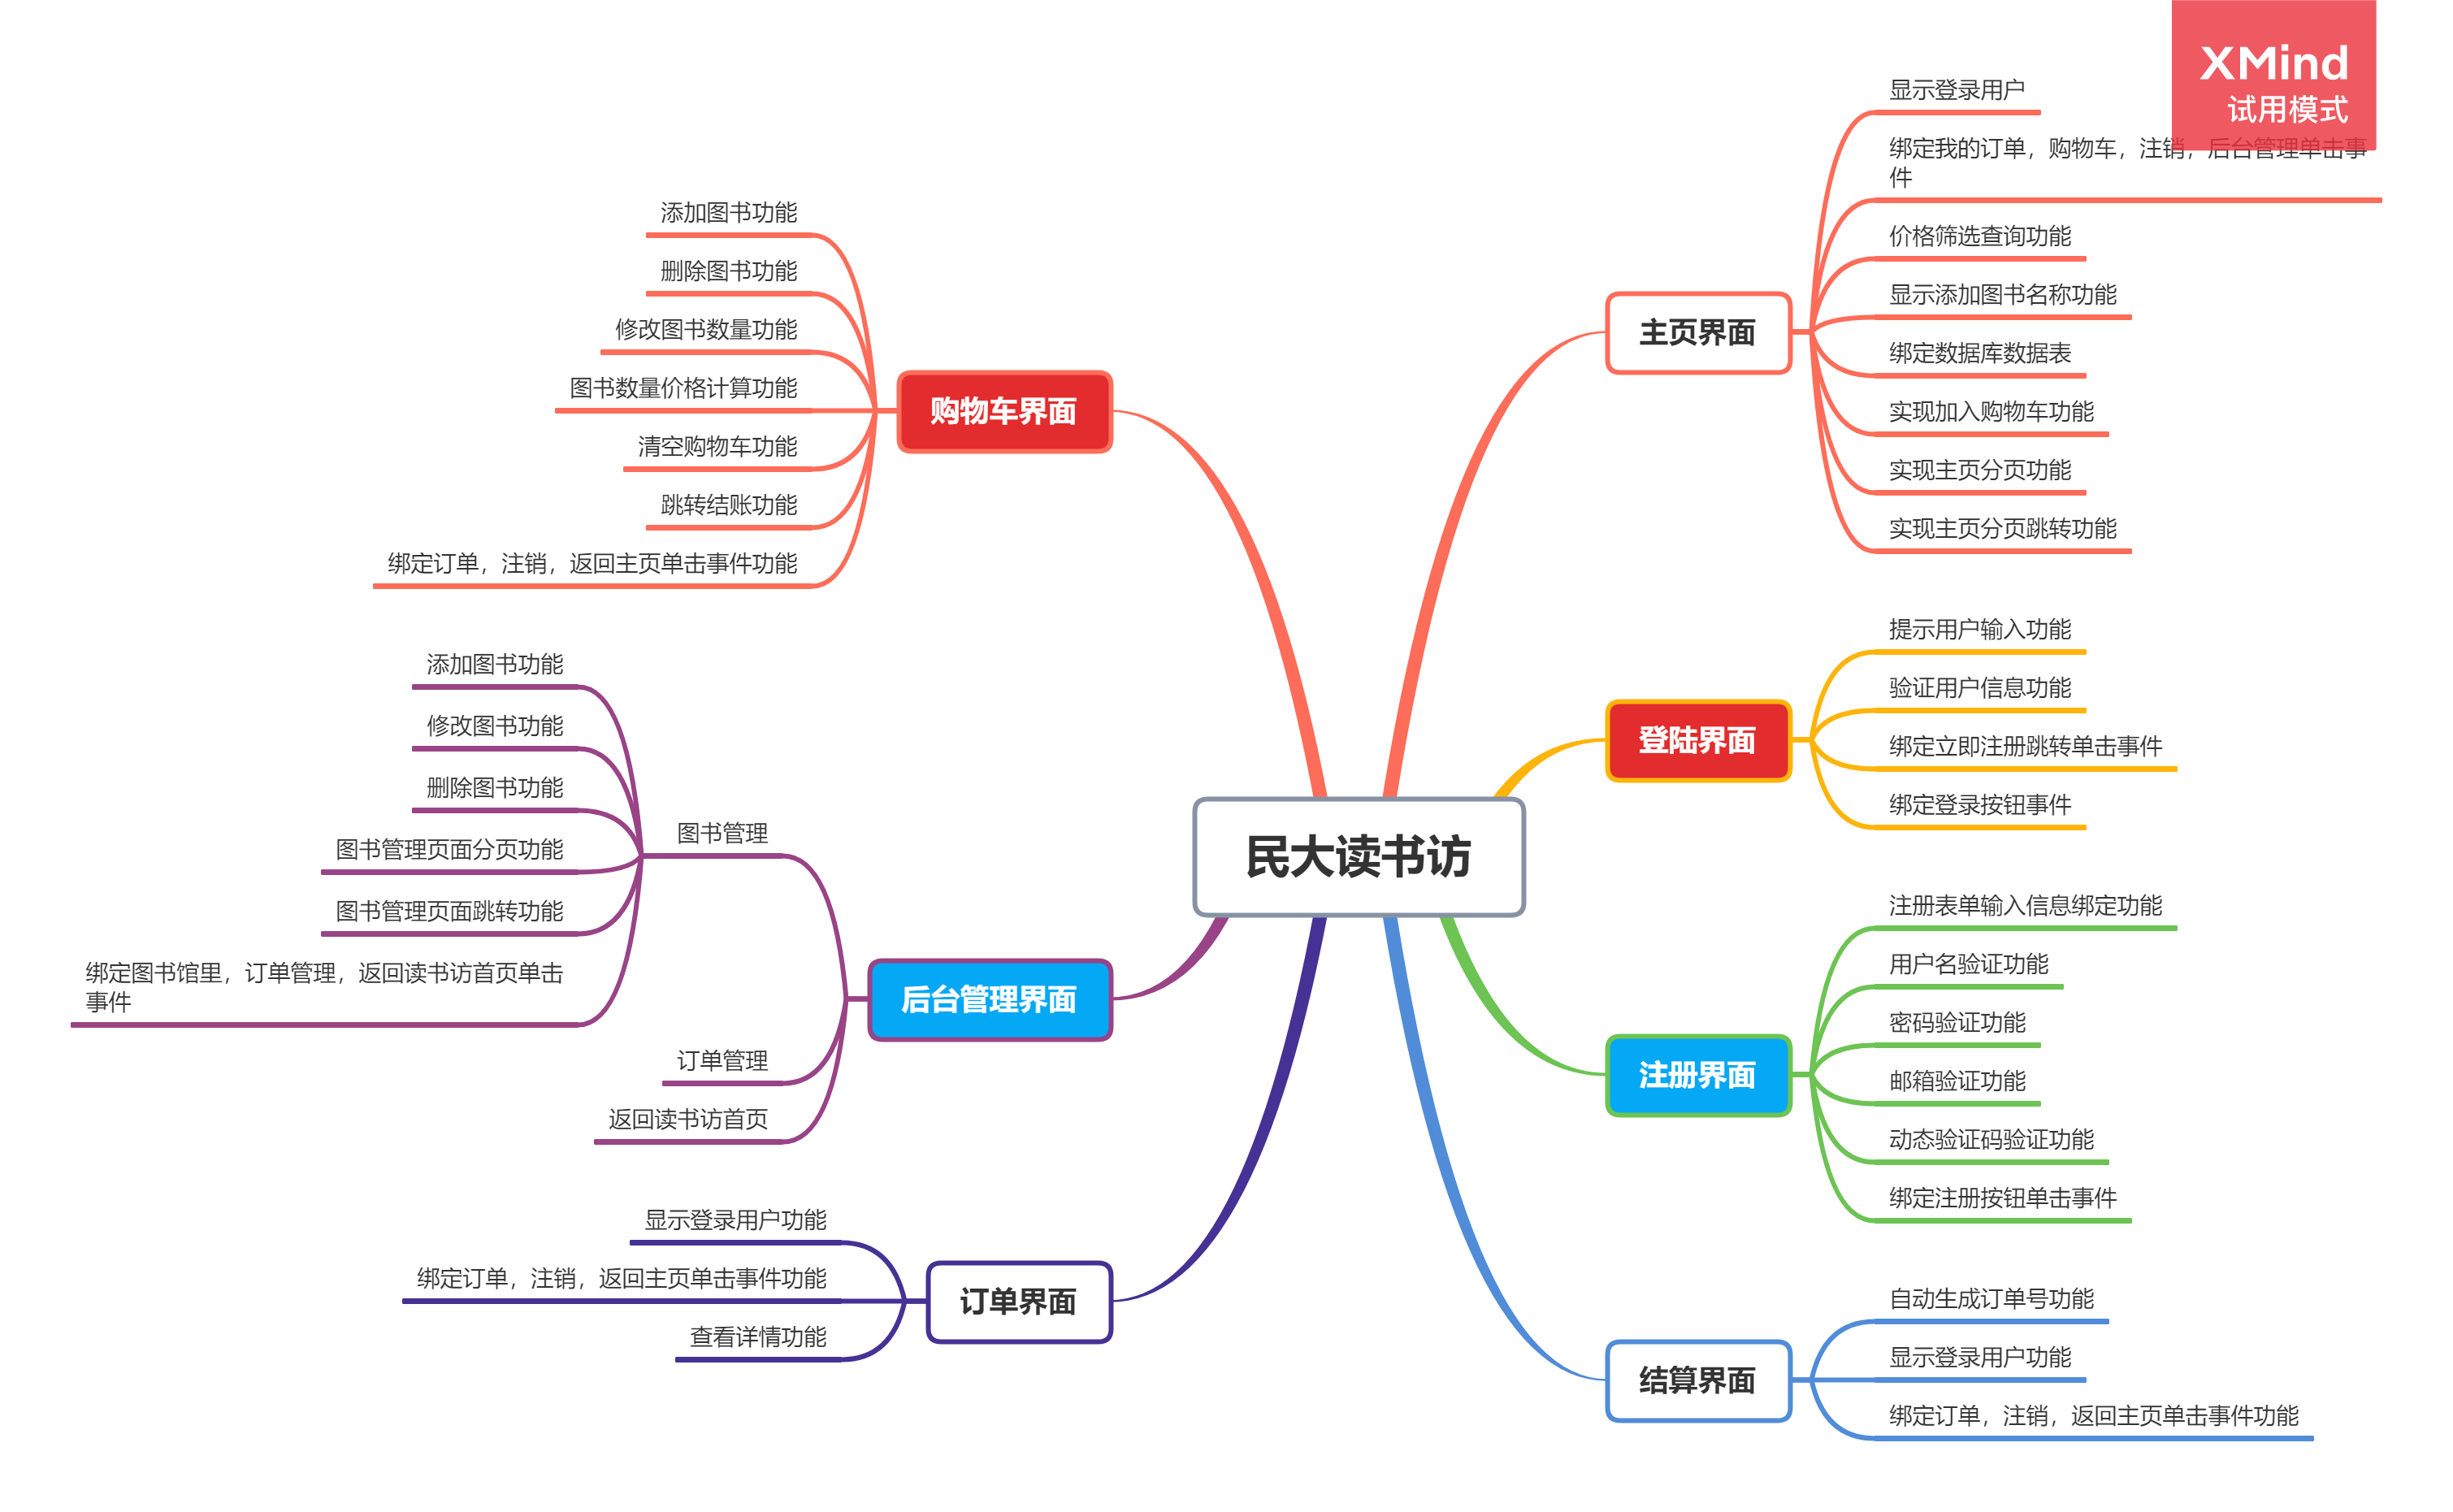 XMind
试用模式
民大读书访
主页界面
显示登录用户
绑定我的订单，购物车，注销，后台管理单击事
件
价格筛选查询功能
显示添加图书名称功能
绑定数据库数据表
实现加入购物车功能
实现主页分页功能
实现主页分页跳转功能
登陆界面
提示用户输入功能
验证用户信息功能
绑定立即注册跳转单击事件
绑定登录按钮事件
注册界面
注册表单输入信息绑定功能
用户名验证功能
密码验证功能
邮箱验证功能
动态验证码验证功能
绑定注册按钮单击事件
结算界面
自动生成订单号功能
显示登录用户功能
绑定订单，注销，返回主页单击事件功能
购物车界面
添加图书功能
删除图书功能
修改图书数量功能
图书数量价格计算功能
清空购物车功能
跳转结账功能
绑定订单，注销，返回主页单击事件功能
后台管理界面
图书管理
添加图书功能
修改图书功能
删除图书功能
图书管理页面分页功能
图书管理页面跳转功能
绑定图书馆里，订单管理，返回读书访首页单击
事件
订单管理
返回读书访首页
订单界面
显示登录用户功能
绑定订单，注销，返回主页单击事件功能
查看详情功能